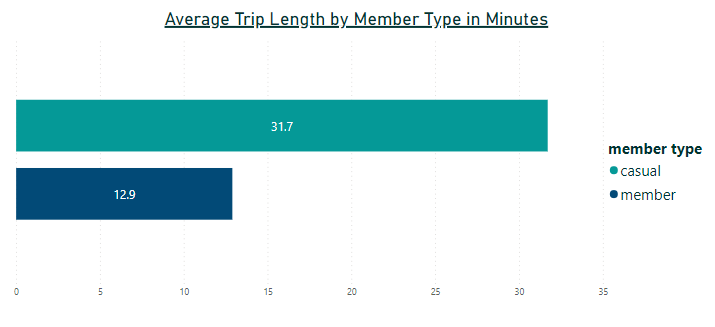 Average Trip Length by Member Type in Minutes
31.7
12.9
member type
casual
member
0 5 10 15 20 25 30 35